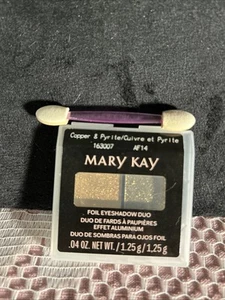 Copper & Pyrite/Cuivre et Pyrite
163007 AF14
MARY KAY
FOIL EYESHADOW DUO
DUO DE FARDS À PAUPIÈRES
EFFET ALUMINIUM
DUO DE SOMBRAS PARA OJOS FOIL
.04 OZ. NET WT. / 1.25 g / 1,25 g